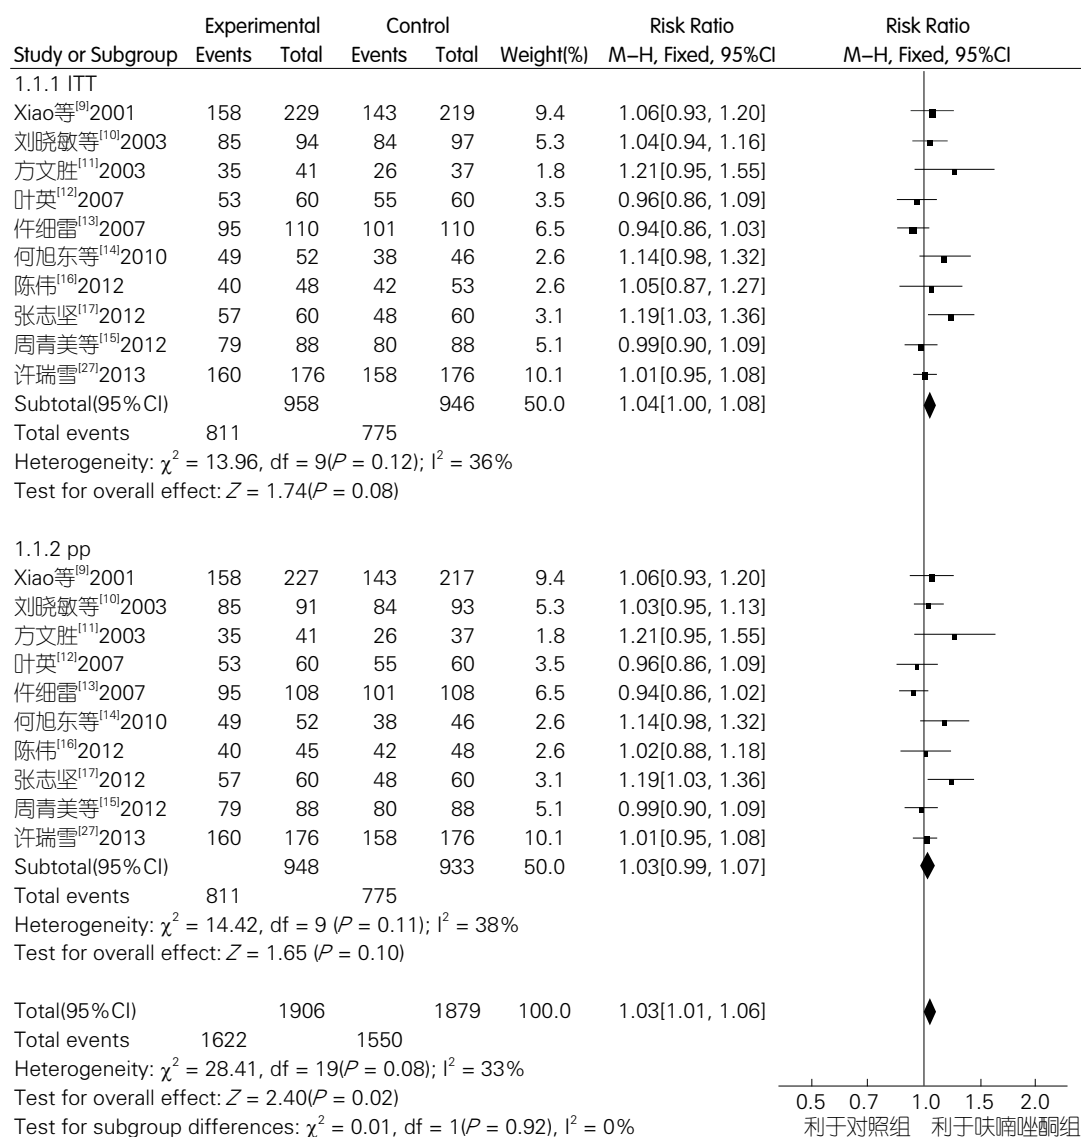 Experimental Control Risk Ratio Risk Ratio
Study or Subgroup Events Total Events Total Weight(%) M–H, Fixed, 95%CI M–H, Fixed, 95%CI
1.1.1 ITT
Xiao等[9]2001 158 229 143 219 9.4 1.06[0.93, 1.20]
刘晓敏等[10]2003 85 94 84 97 5.3 1.04[0.94, 1.16]
方文胜[11]2003 35 41 26 37 1.8 1.21[0.95, 1.55]
叶英[12]2007 53 60 55 60 3.5 0.96[0.86, 1.09]
仵细雷[13]2007 95 110 101 110 6.5 0.94[0.86, 1.03]
何旭东等[14]2010 49 52 38 46 2.6 1.14[0.98, 1.32]
陈伟[16]2012 40 48 42 53 2.6 1.05[0.87, 1.27]
张志坚[17]2012 57 60 48 60 3.1 1.19[1.03, 1.36]
周青美等[15]2012 79 88 80 88 5.1 0.99[0.90, 1.09]
许瑞雪[27]2013 160 176 158 176 10.1 1.01[0.95, 1.08]
Subtotal(95%CI) 958 946 50.0 1.04[1.00, 1.08]
Total events 811 775
Heterogeneity: χ² = 13.96, df = 9(P = 0.12); I² = 36%
Test for overall effect: Z = 1.74(P = 0.08)
1.1.2 pp
Xiao等[9]2001 158 227 143 217 9.4 1.06[0.93, 1.20]
刘晓敏等[10]2003 85 91 84 93 5.3 1.03[0.95, 1.13]
方文胜[11]2003 35 41 26 37 1.8 1.21[0.95, 1.55]
叶英[12]2007 53 60 55 60 3.5 0.96[0.86, 1.09]
仵细雷[13]2007 95 108 101 108 6.5 0.94[0.86, 1.02]
何旭东等[14]2010 49 52 38 46 2.6 1.14[0.98, 1.32]
陈伟[16]2012 40 45 42 48 2.6 1.02[0.88, 1.18]
张志坚[17]2012 57 60 48 60 3.1 1.19[1.03, 1.36]
周青美等[15]2012 79 88 80 88 5.1 0.99[0.90, 1.09]
许瑞雪[27]2013 160 176 158 176 10.1 1.01[0.95, 1.08]
Subtotal(95%CI) 948 933 50.0 1.03[0.99, 1.07]
Total events 811 775
Heterogeneity: χ² = 14.42, df = 9 (P = 0.11); I² = 38%
Test for overall effect: Z = 1.65 (P = 0.10)
Total(95%CI) 1906 1879 100.0 1.03[1.01, 1.06]
Total events 1622 1550
Heterogeneity: χ² = 28.41, df = 19(P = 0.08); I² = 33%
Test for overall effect: Z = 2.40(P = 0.02)
Test for subgroup differences: χ² = 0.01, df = 1(P = 0.92), I² = 0%
0.5 0.7 1.0 1.5 2.0
利于对照组 利于呋喃唑酮组